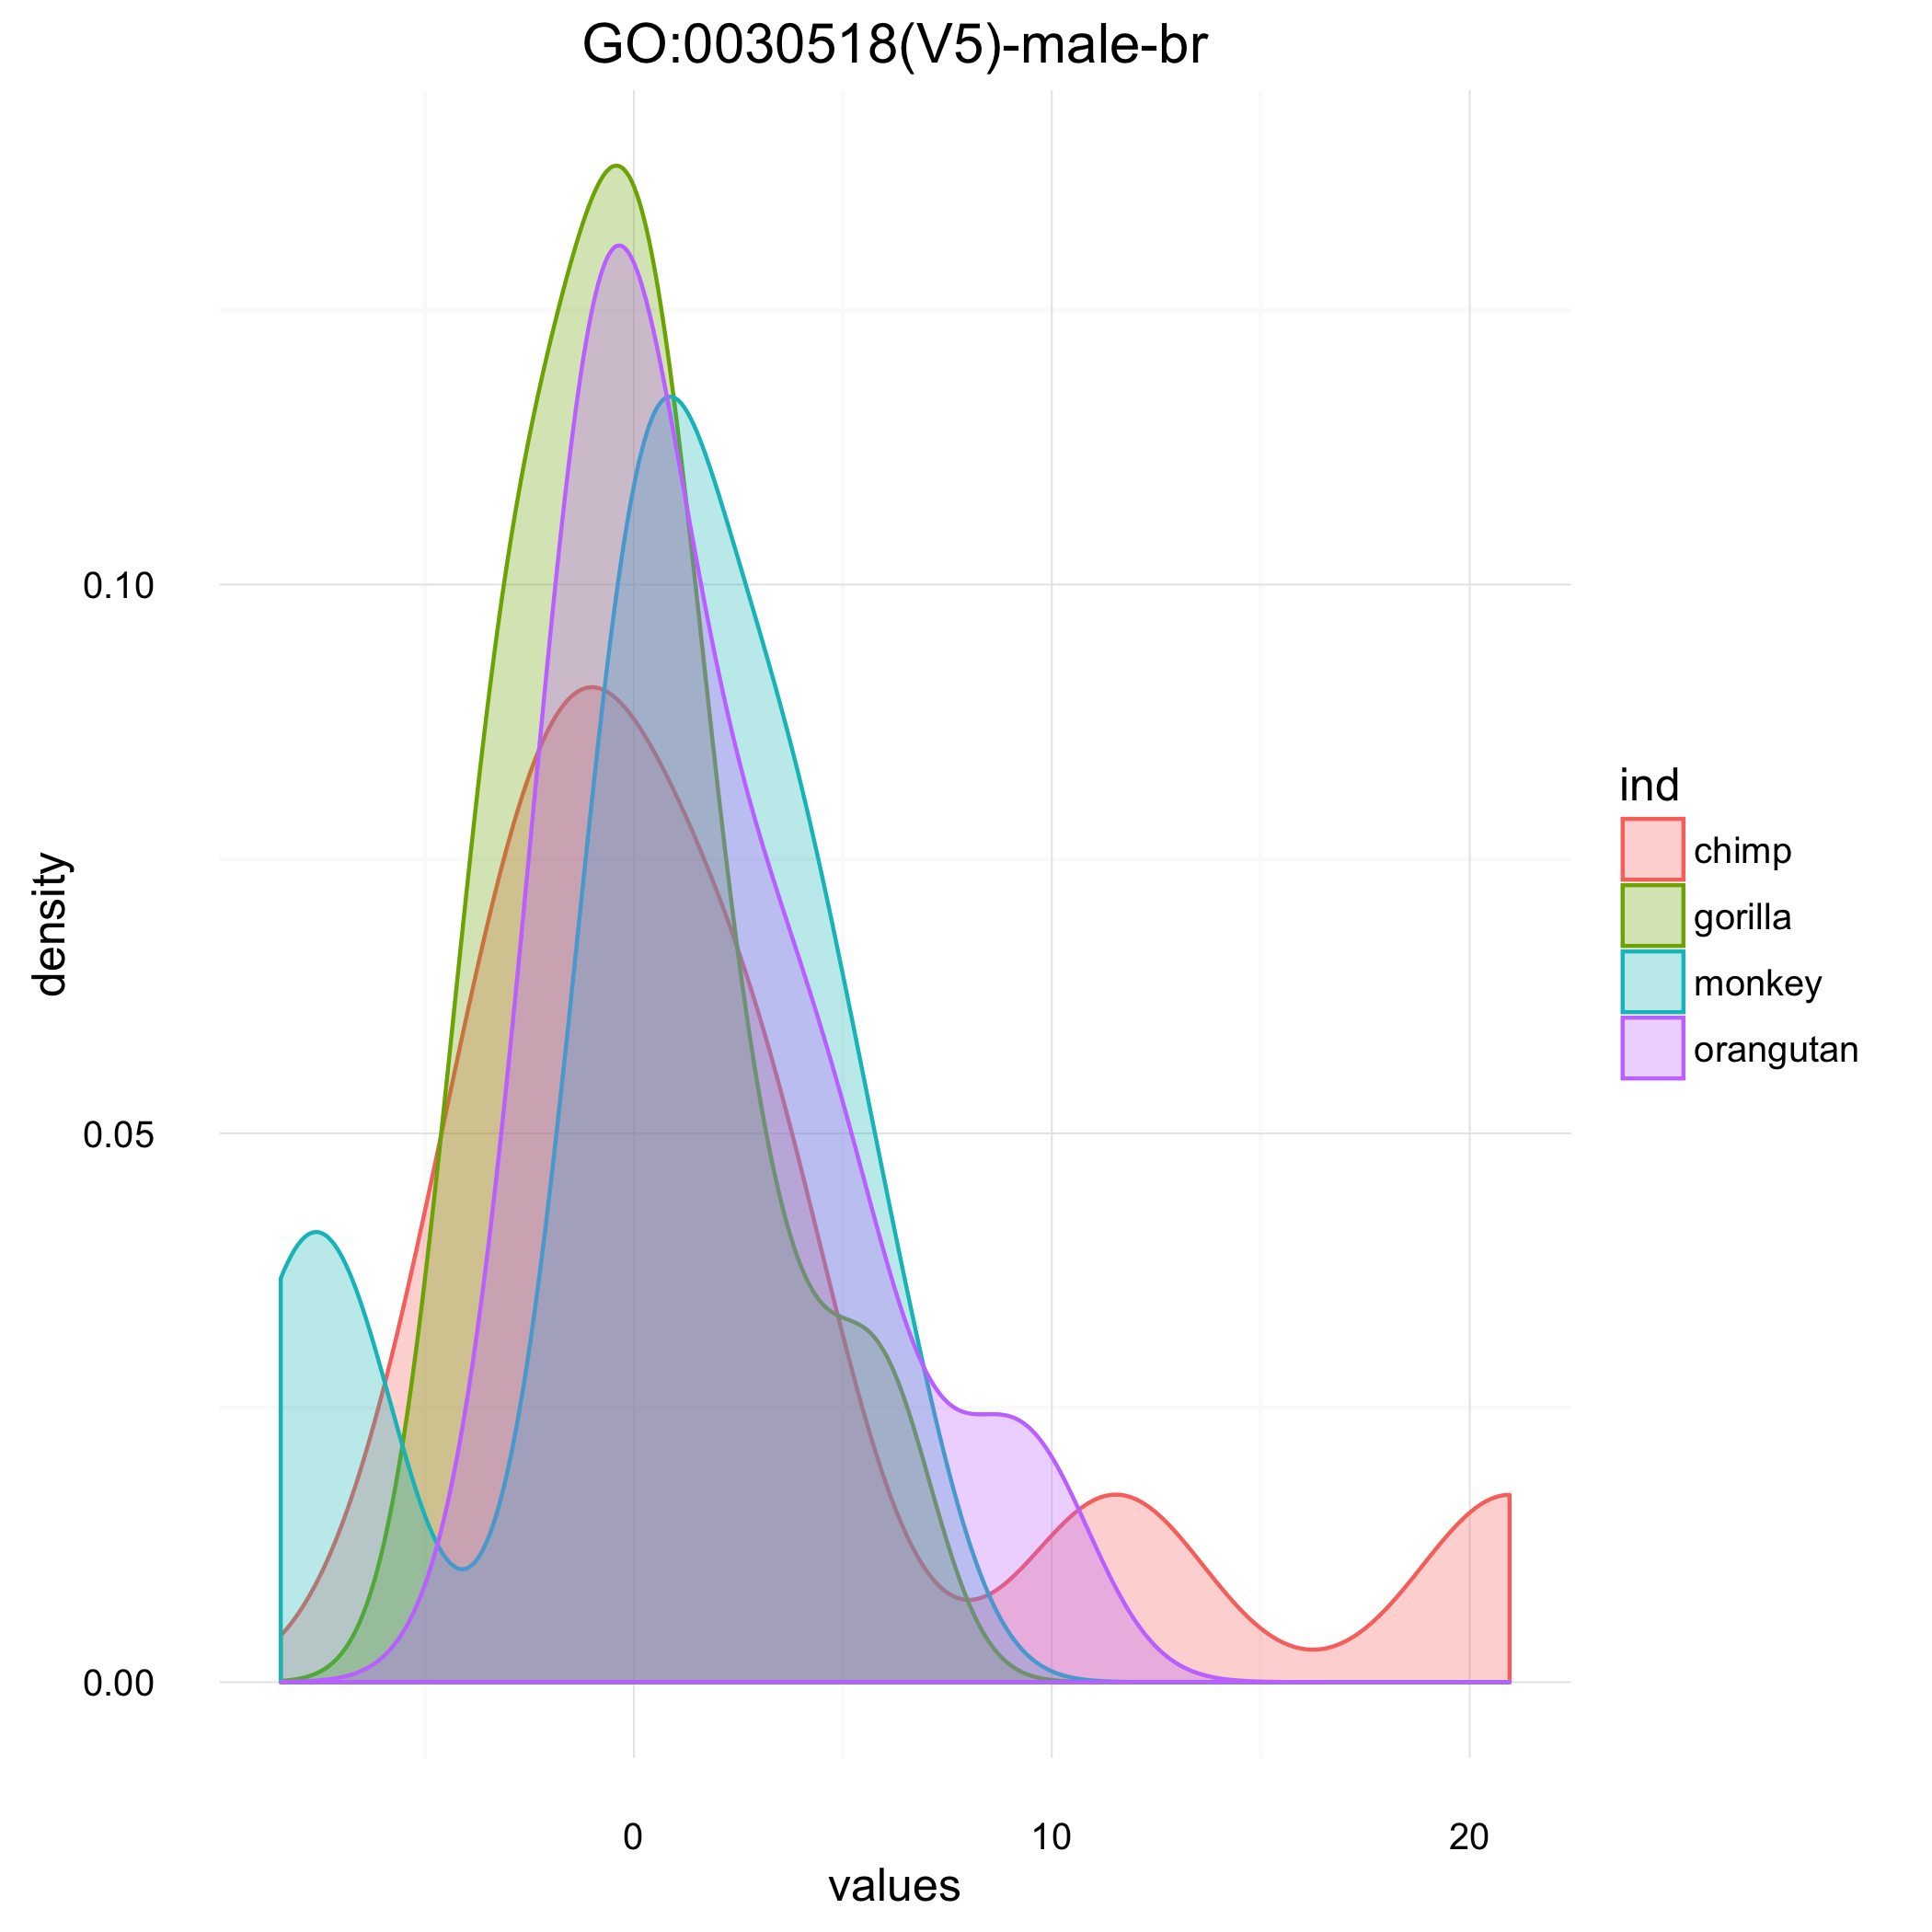 GO:0030518(V5)-male-br
density
0.10
0.05
0.00
0
10
20
values
ind
chimp
gorilla
monkey
orangutan